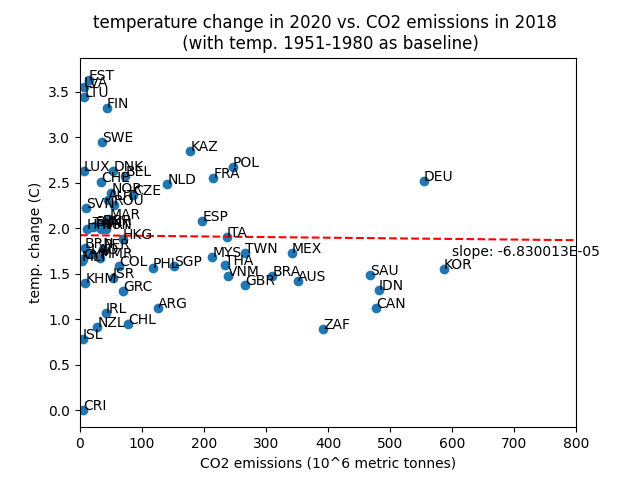 temperature change in 2020 vs. CO2 emissions in 2018
(with temp. 1951-1980 as baseline)
temp. change (C)
3.5
3.0
2.5
2.0
1.5
1.0
0.5
0.0
EST
LVA
LTU
FIN
SWE
KAZ
POL
LUX
DNK
BEL
FRA
DEU
CHE
NLD
NOR
CZE
ROU
SVN
MAR
ESP
HKG
ITA
BRN
MYS
TWN
MEX
slope: -6.830013E-05
COL
PHL
SGP
THA
KOR
KHM
ISR
VNM
BRA
AUS
SAU
GRC
GBR
IDN
IRL
ARG
CAN
NZL
CHL
ZAF
ISL
CRI
0
100
200
300
400
500
600
700
800
CO2 emissions (10^6 metric tonnes)